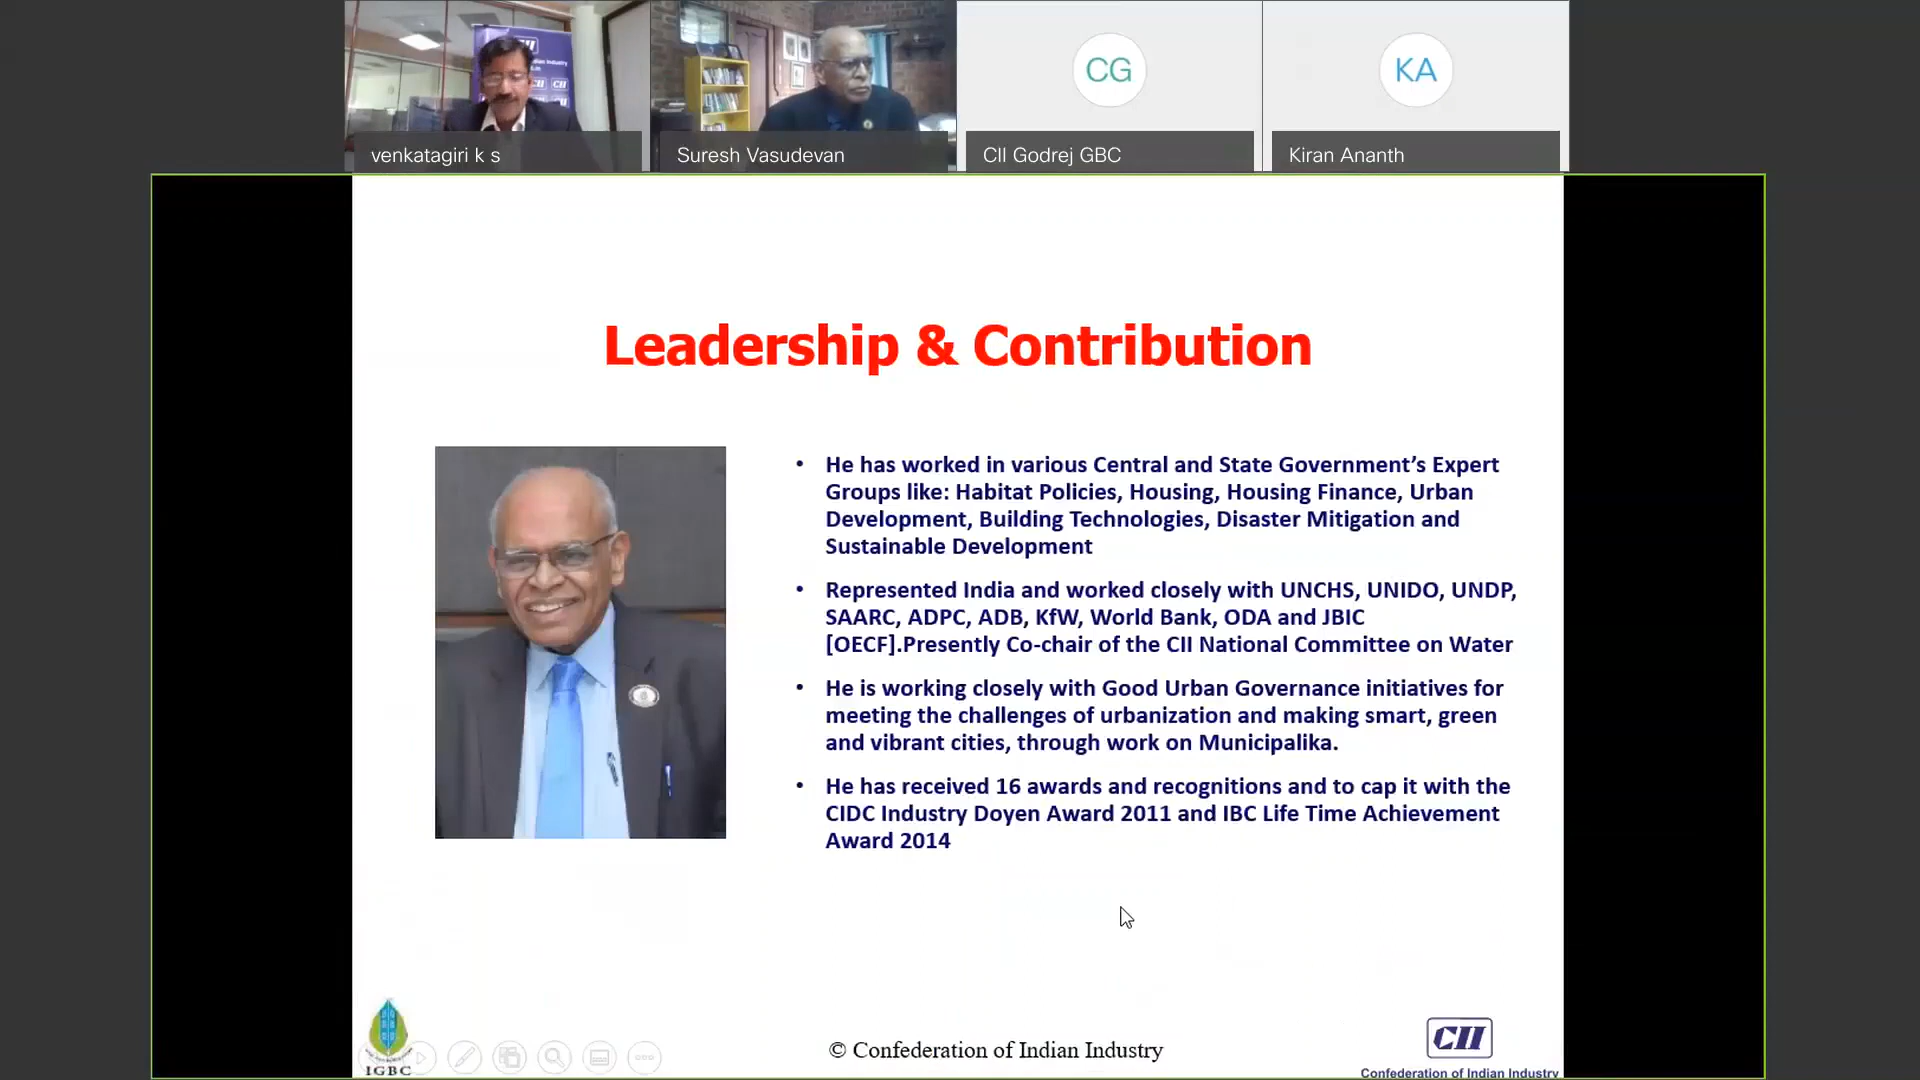 CII
CG
KA
venkatagiri k s
Suresh Vasudevan
CII Godrej GBC
Kiran Ananth
Leadership & Contribution
• He has worked in various Central and State Government’s Expert
Groups like: Habitat Policies, Housing, Housing Finance, Urban
Development, Building Technologies, Disaster Mitigation and
Sustainable Development
• Represented India and worked closely with UNCHS, UNIDO, UNDP,
SAARC, ADPC, ADB, KfW, World Bank, ODA and JBIC
[OECF].Presently Co-chair of the CII National Committee on Water
• He is working closely with Good Urban Governance initiatives for
meeting the challenges of urbanization and making smart, green
and vibrant cities, through work on Municipalika.
• He has received 16 awards and recognitions and to cap it with the
CIDC Industry Doyen Award 2011 and IBC Life Time Achievement
Award 2014
IGBC
© Confederation of Indian Industry
CII
Confederation of Indian Industry